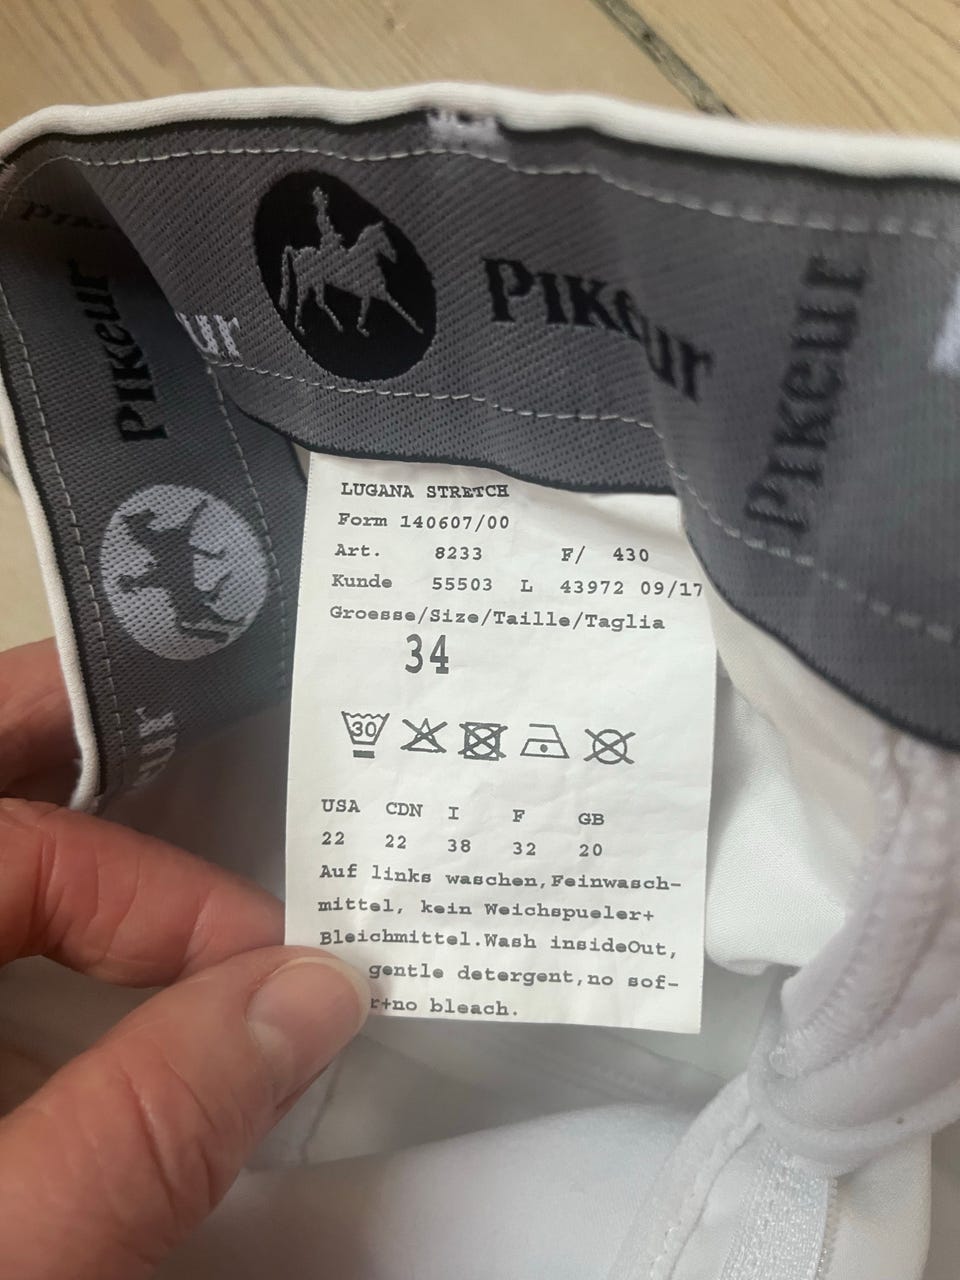 Pikeur
Pikeur
Pikeur
ur
LUGANA STRETCH
Form 140607/00
Art. 8233 F/ 430
Kunde 55503 L 43972 09/17
Groesse/Size/Taille/Taglia
34
30
USA CDN I F GB
22 22 38 32 20
Auf links waschen,Feinwasch-
mittel, kein Weichspueler+
Bleichmittel.Wash insideOut,
gentle detergent,no sof-
r+no bleach.